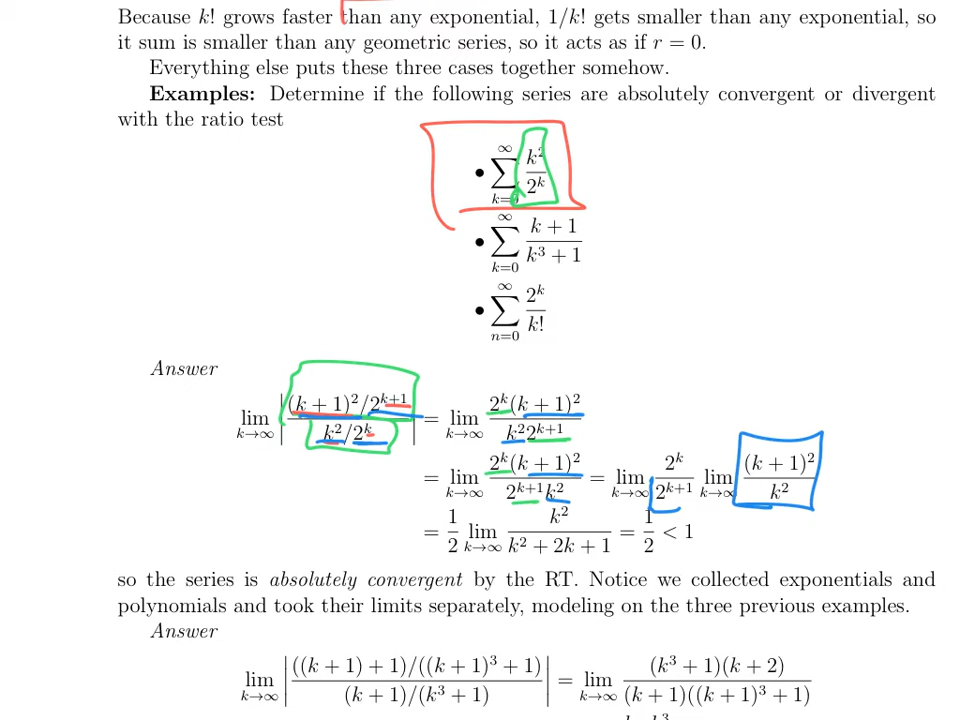 Because k! grows faster than any exponential, 1/k! gets smaller than any exponential, so
it sum is smaller than any geometric series, so it acts as if r = 0.
Everything else puts these three cases together somehow.
Examples: Determine if the following series are absolutely convergent or divergent
with the ratio test
• ∑_{k=0}^{∞} k²/2^k
• ∑_{k=0}^{∞} (k + 1)/(k³ + 1)
• ∑_{n=0}^{∞} 2^k/k!
Answer
lim_{k→∞} |((k + 1)²/2^{k+1})/(k²/2^k)| = lim_{k→∞} (2^k(k + 1)²)/(k²2^{k+1})
= lim_{k→∞} (2^k(k + 1)²)/(2^{k+1}k²) = lim_{k→∞} 2^k/2^{k+1} lim_{k→∞} (k + 1)²/k²
= 1/2 lim_{k→∞} k²/(k² + 2k + 1) = 1/2 < 1
so the series is absolutely convergent by the RT. Notice we collected exponentials and
polynomials and took their limits separately, modeling on the three previous examples.
Answer
lim_{k→∞} |(((k + 1) + 1)/((k + 1)³ + 1))/((k + 1)/(k³ + 1))| = lim_{k→∞} ((k³ + 1)(k + 2))/((k + 1)((k + 1)³ + 1))